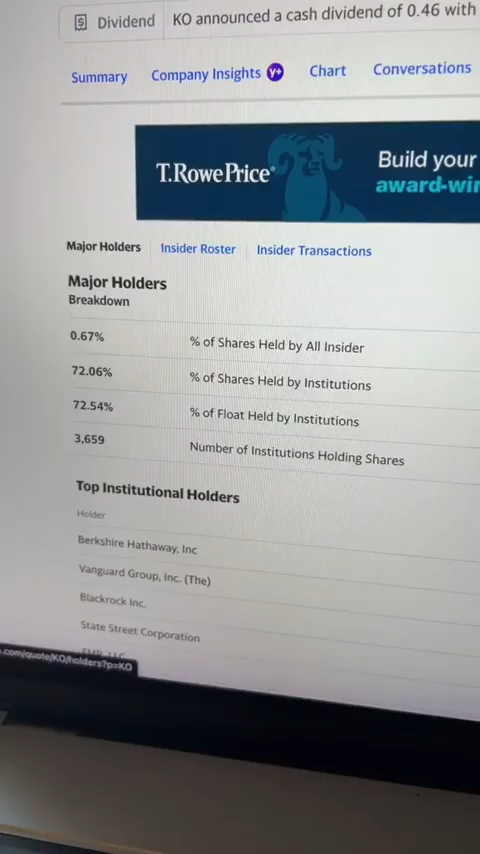 Dividend KO announced a cash dividend of 0.46 with
Summary Company Insights Y+ Chart Conversations
T.RowePrice
Build your
award-win
Major Holders Insider Roster Insider Transactions
Major Holders
Breakdown
0.67% % of Shares Held by All Insider
72.06% % of Shares Held by Institutions
72.54% % of Float Held by Institutions
3,659 Number of Institutions Holding Shares
Top Institutional Holders
Holder
Berkshire Hathaway, Inc
Vanguard Group, Inc. (The)
Blackrock Inc.
State Street Corporation
.com/quote/KO/holders?p=KO